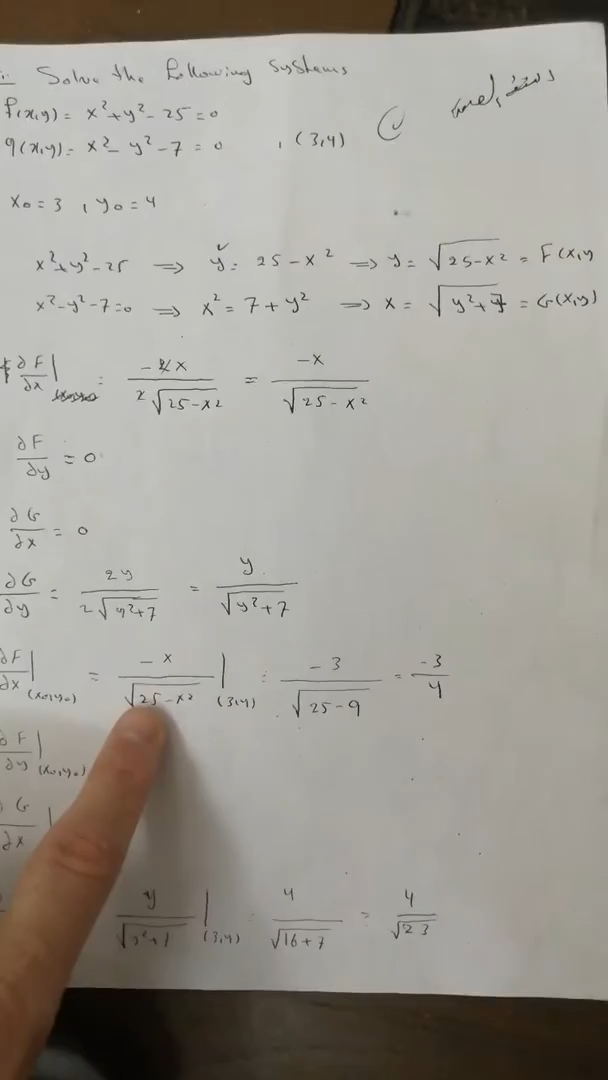 Solve the Following Systems
f(x,y) = x² + y² - 25 = 0
g(x,y) = x² - y² - 7 = 0 , (3,4)
x₀ = 3 , y₀ = 4
x² + y² - 25 ⟹ y² = 25 - x² ⟹ y = √(25 - x²) = F(x,y
x² - y² - 7 = 0 ⟹ x² = 7 + y² ⟹ x = √(y² + 7) = G(x,y)
∂F/∂x | = -2x / 2√(25 - x²) = -x / √(25 - x²)
∂F/∂y = 0
∂G/∂x = 0
∂G/∂y = 2y / 2√(y² + 7) = y / √(y² + 7)
∂F/∂x |(x₀,y₀) = -x / √(25 - x²) |(3,4) = -3 / √(25 - 9) = -3/4
∂F/∂y |(x₀,y₀)
∂G/∂x |
y / √(y² + 7) |(3,4) = 4 / √(16 + 7) = 4 / √23